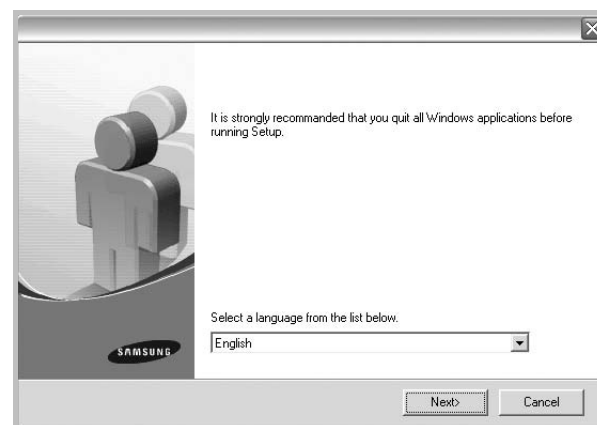 It is strongly recommanded that you quit all Windows applications before
running Setup.
Select a language from the list below.
English
SAMSUNG
Next>
Cancel